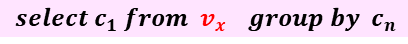 select c₁ from vₓ group by cₙ